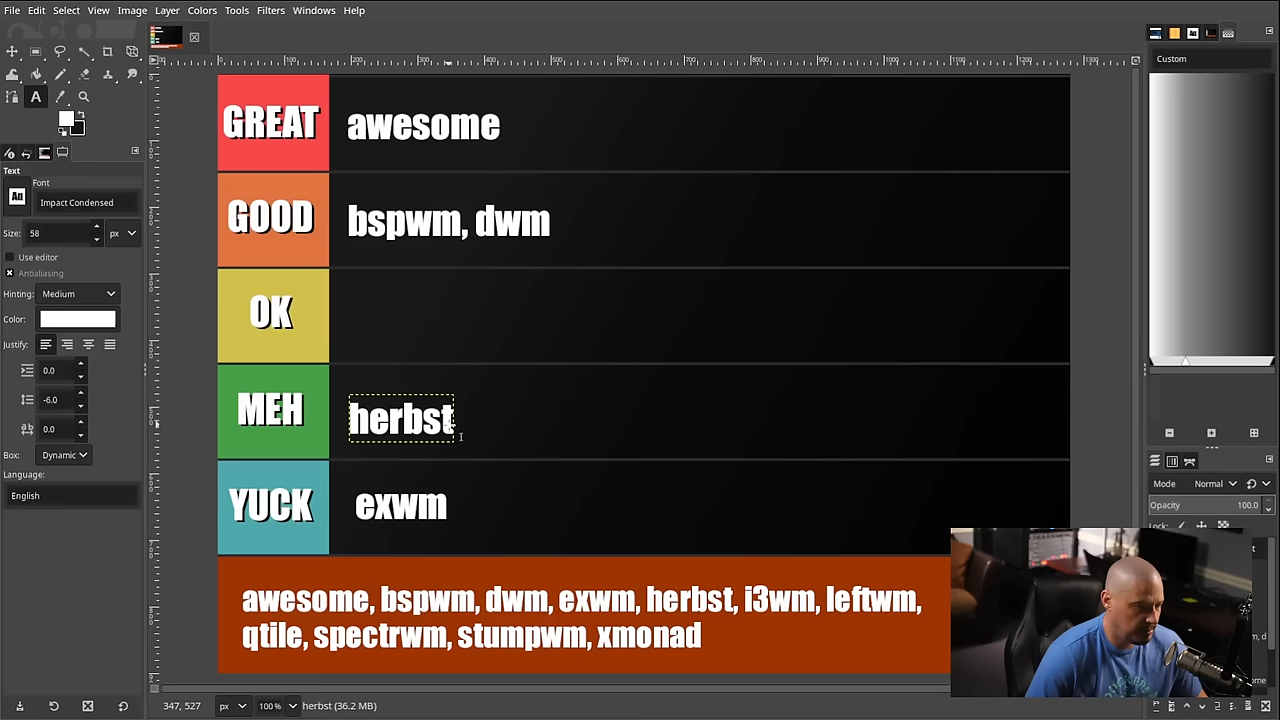 File Edit Select View Image Layer Colors Tools Filters Windows Help
Custom
Text
Font
Impact Condensed
Size: 58 px
Use editor
Antialiasing
Hinting: Medium
Color:
Justify:
0.0
-6.0
0.0
Box: Dynamic
Language:
English
GREAT awesome
GOOD bspwm, dwm
OK
MEH herbst
YUCK exwm
awesome, bspwm, dwm, exwm, herbst, i3wm, leftwm,
qtile, spectrwm, stumpwm, xmonad
Mode Normal
Opacity 100.0
Lock:
347, 527 px 100 % herbst (36.2 MB)